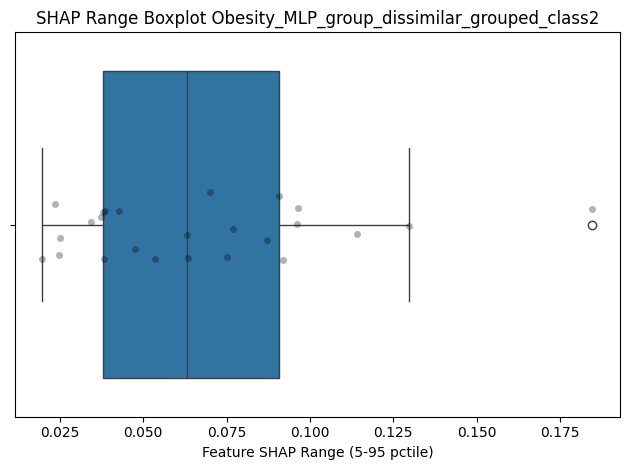 SHAP Range Boxplot Obesity_MLP_group_dissimilar_grouped_class2
0.025 0.050 0.075 0.100 0.125 0.150 0.175
Feature SHAP Range (5-95 pctile)